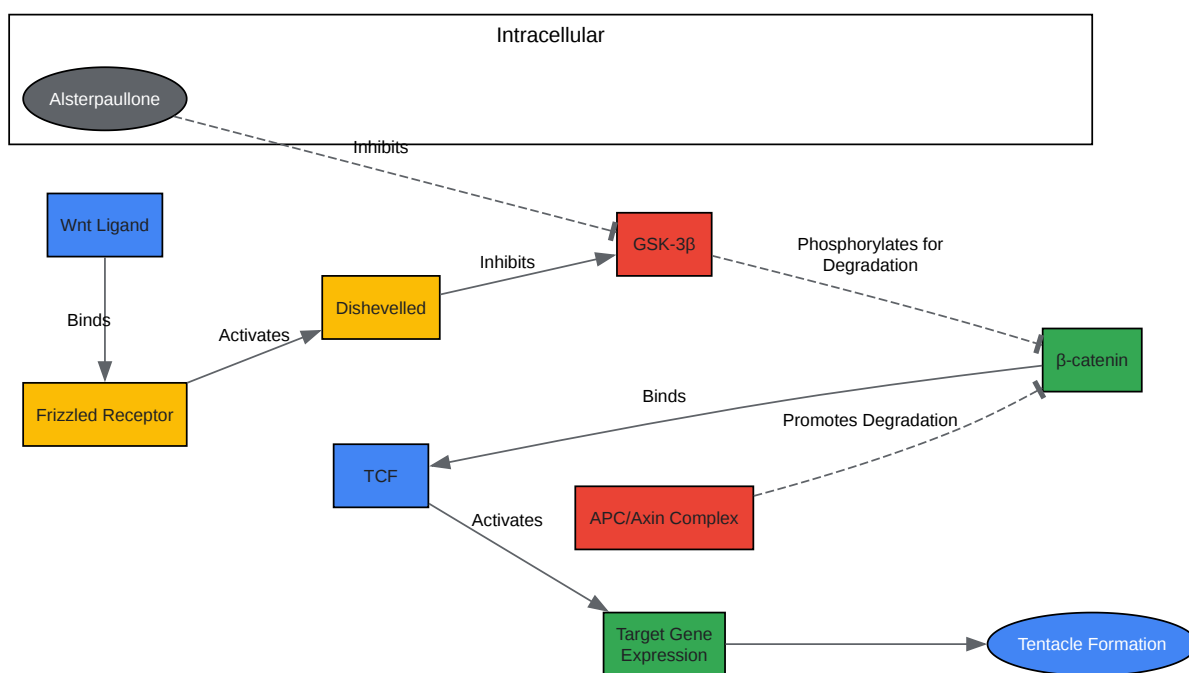 Intracellular
Alsterpaullone
Inhibits
Wnt Ligand
GSK-3β
Phosphorylates for
Degradation
Inhibits
Dishevelled
Binds
Activates
β-catenin
Frizzled Receptor
Binds
Promotes Degradation
TCF
APC/Axin Complex
Activates
Target Gene
Expression
Tentacle Formation